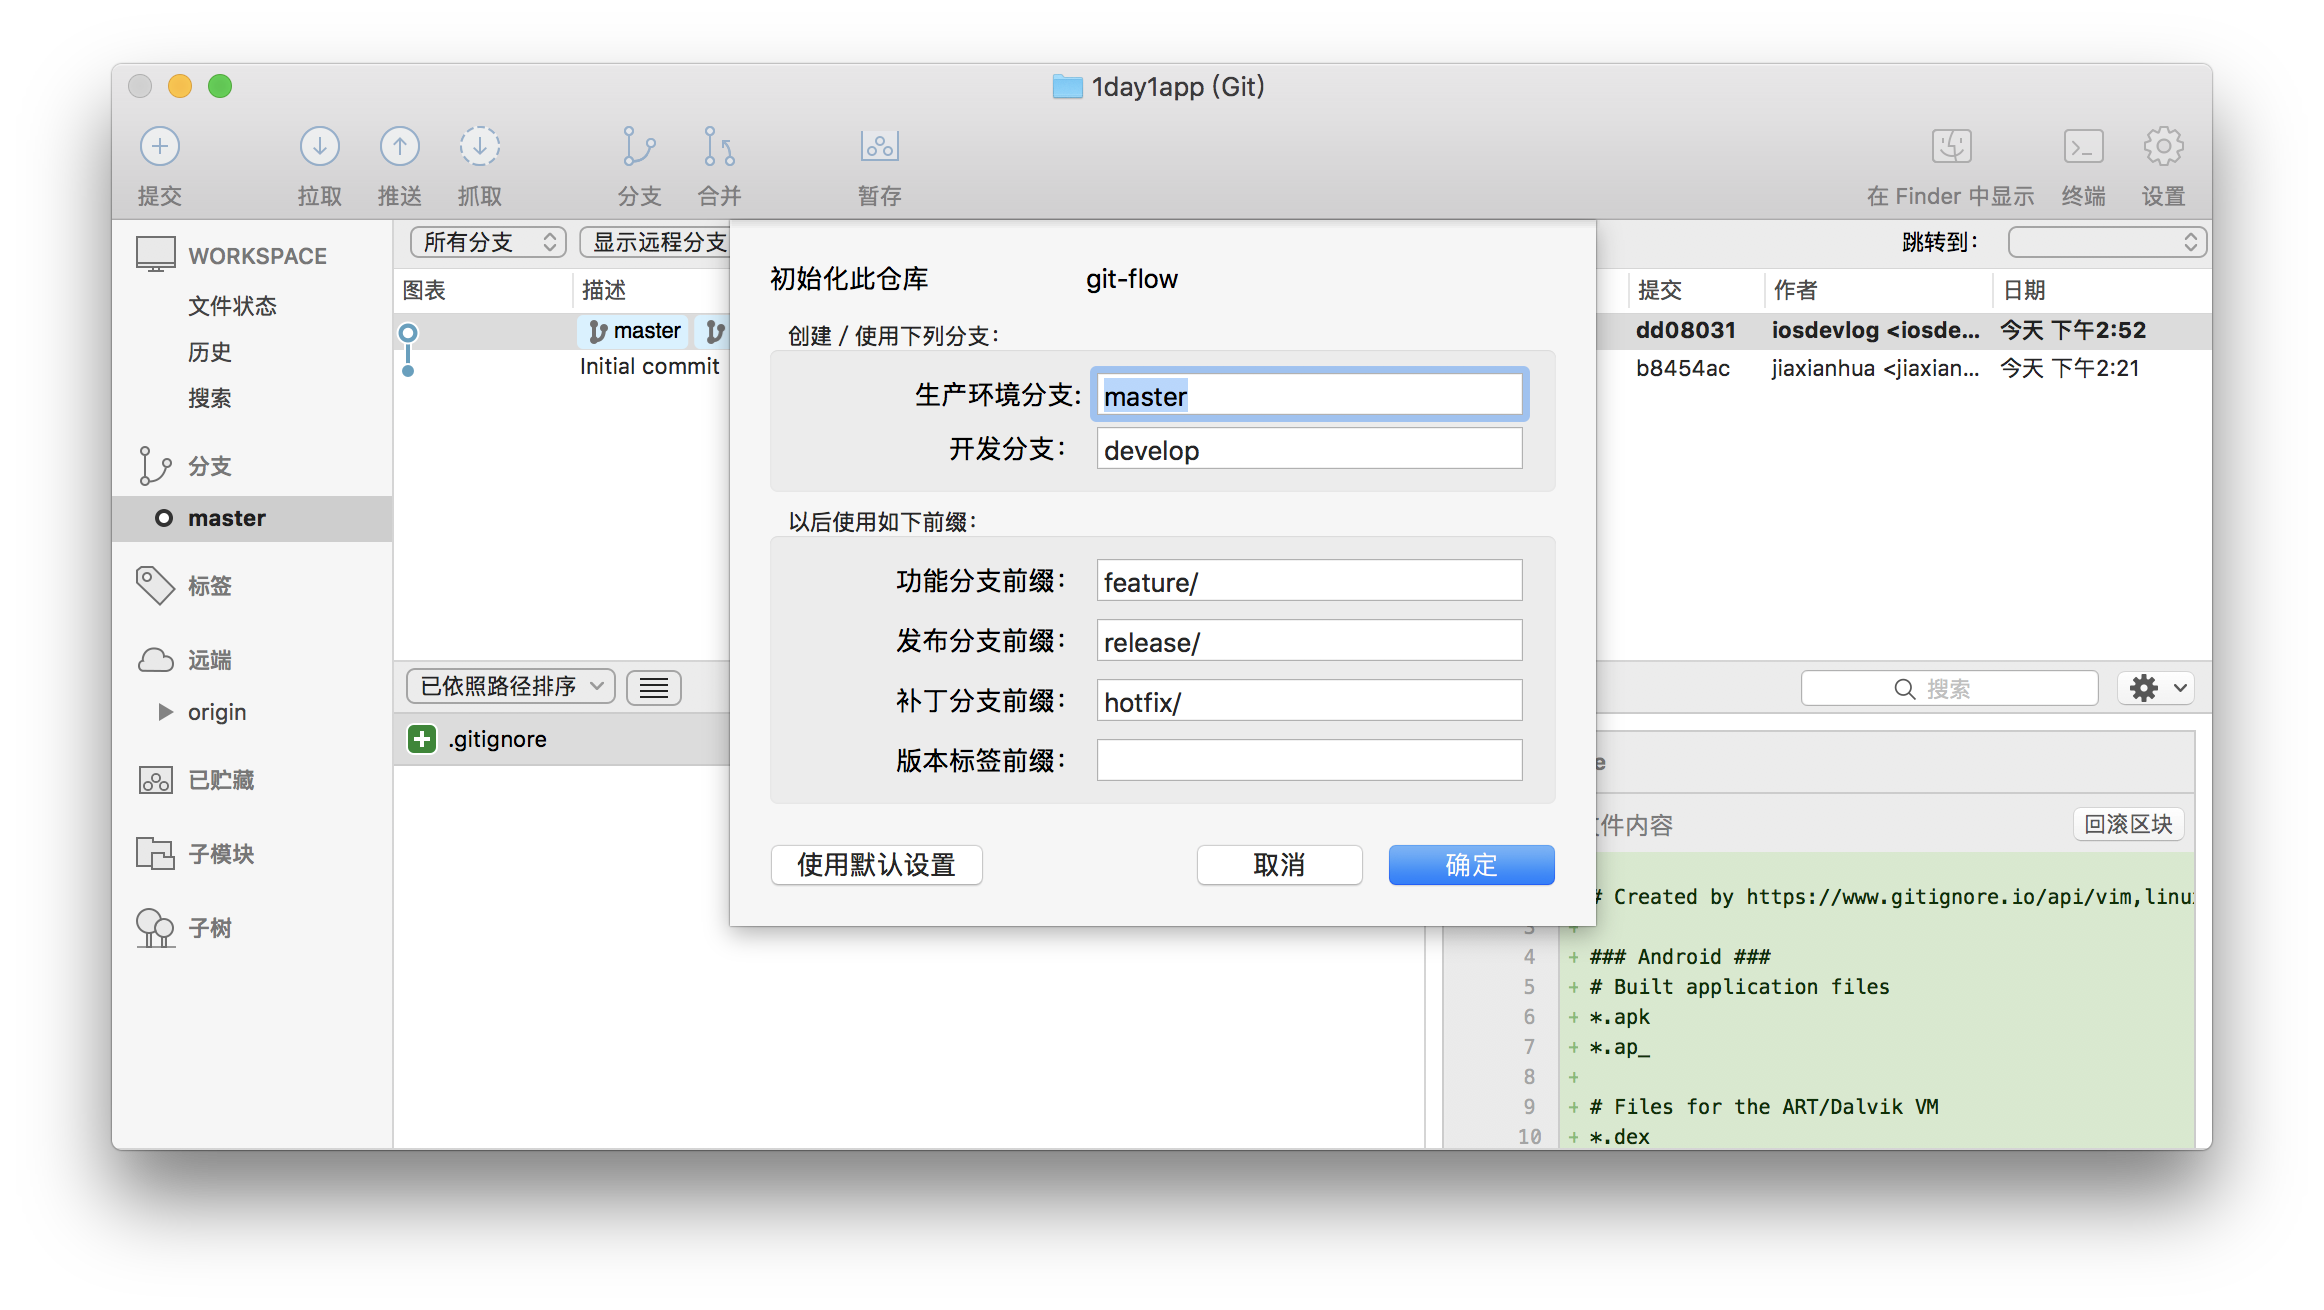 1day1app (Git)
提交
拉取
推送
抓取
分支
合并
暂存
在 Finder 中显示
终端
设置
WORKSPACE
文件状态
历史
搜索
分支
master
标签
远端
origin
已贮藏
子模块
子树
所有分支
显示远程分支
跳转到：
图表
描述
提交
作者
日期
master
dd08031
iosdevlog <iosde...
今天 下午2:52
Initial commit
b8454ac
jiaxianhua <jiaxian...
今天 下午2:21
初始化此仓库
git-flow
创建 / 使用下列分支：
生产环境分支:
master
开发分支：
develop
以后使用如下前缀：
功能分支前缀：
feature/
发布分支前缀：
release/
补丁分支前缀：
hotfix/
版本标签前缀：
使用默认设置
取消
确定
已依照路径排序
搜索
.gitignore
件内容
回滚区块
# Created by https://www.gitignore.io/api/vim,linu
3 +
4 + ### Android ###
5 + # Built application files
6 + *.apk
7 + *.ap_
8 +
9 + # Files for the ART/Dalvik VM
10 + *.dex